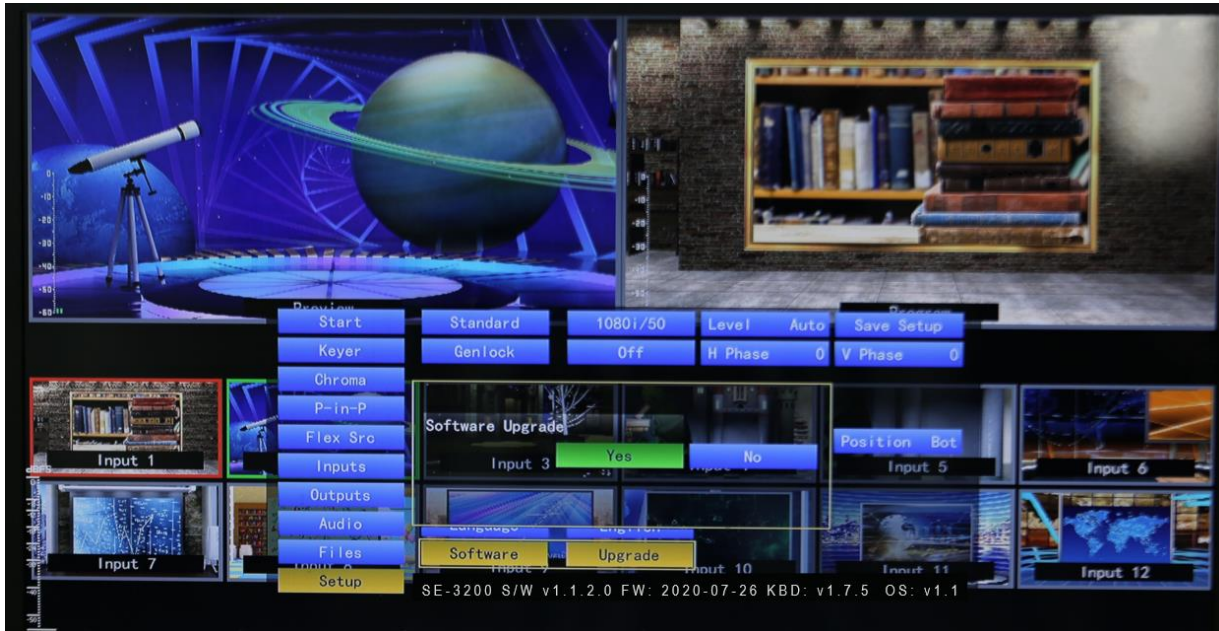 Start Standard 1080i/50 Level Auto Save Setup
Keyer Genlock Off H Phase 0 V Phase 0
Chroma
P-in-P
Flex Src
Software Upgrade
Yes No
Position Bot
Input 1
Input 3
Input 5
Input 6
Inputs
Outputs
Audio
Files
Software Upgrade
Input 7
10
Input 11
Input 12
Setup
SE-3200 S/W v1.1.2.0 FW: 2020-07-26 KBD: v1.7.5 OS: v1.1